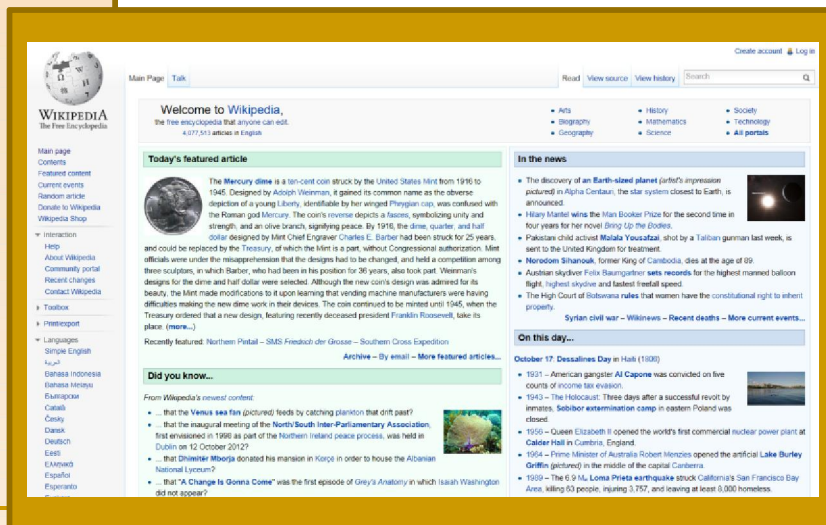 Create account Log in
Main Page Talk
Read View source View history Search
WIKIPEDIA
The Free Encyclopedia
Main page
Contents
Featured content
Current events
Random article
Donate to Wikipedia
Wikipedia Shop
Interaction
Help
About Wikipedia
Community portal
Recent changes
Contact Wikipedia
Toolbox
Print/export
Languages
Simple English
العربية
Bahasa Indonesia
Bahasa Melayu
Български
Català
Česky
Dansk
Deutsch
Eesti
Ελληνικά
Español
Esperanto
Welcome to Wikipedia,
the free encyclopedia that anyone can edit.
4,077,513 articles in English
• Arts
• Biography
• Geography
• History
• Mathematics
• Science
• Society
• Technology
• All portals
Today's featured article
The Mercury dime is a ten-cent coin struck by the United States Mint from 1916 to
1945. Designed by Adolph Weinman, it gained its common name as the obverse
depiction of a young Liberty, identifiable by her winged Phrygian cap, was confused with
the Roman god Mercury. The coin's reverse depicts a fasces, symbolizing unity and
strength, and an olive branch, signifying peace. By 1916, the dime, quarter, and half
dollar designed by Mint Chief Engraver Charles E. Barber had been struck for 25 years,
and could be replaced by the Treasury, of which the Mint is a part, without Congressional authorization. Mint
officials were under the misapprehension that the designs had to be changed, and held a competition among
three sculptors, in which Barber, who had been in his position for 36 years, also took part. Weinman's
designs for the dime and half dollar were selected. Although the new coin's design was admired for its
beauty, the Mint made modifications to it upon learning that vending machine manufacturers were having
difficulties making the new dime work in their devices. The coin continued to be minted until 1945, when the
Treasury ordered that a new design, featuring recently deceased president Franklin Roosevelt, take its
place. (more...)
Recently featured: Northern Pintail – SMS Friedrich der Grosse – Southern Cross Expedition
Archive – By email – More featured articles...
Did you know...
From Wikipedia's newest content:
• ... that the Venus sea fan (pictured) feeds by catching plankton that drift past?
• ... that the inaugural meeting of the North/South Inter-Parliamentary Association,
first envisioned in 1998 as part of the Northern Ireland peace process, was held in
Dublin on 12 October 2012?
• ... that Dhimitër Mborja donated his mansion in Korçë in order to house the Albanian
National Lyceum?
• ... that "A Change Is Gonna Come" was the first episode of Grey's Anatomy in which Isaiah Washington
did not appear?
In the news
• The discovery of an Earth-sized planet (artist's impression
pictured) in Alpha Centauri, the star system closest to Earth, is
announced.
• Hilary Mantel wins the Man Booker Prize for the second time in
four years for her novel Bring Up the Bodies.
• Pakistani child activist Malala Yousafzai, shot by a Taliban gunman last week, is
sent to the United Kingdom for treatment.
• Norodom Sihanouk, former King of Cambodia, dies at the age of 89.
• Austrian skydiver Felix Baumgartner sets records for the highest manned balloon
flight, highest skydive and fastest freefall speed.
• The High Court of Botswana rules that women have the constitutional right to inherit
property.
Syrian civil war – Wikinews – Recent deaths – More current events...
On this day...
October 17: Dessalines Day in Haiti (1806)
• 1931 – American gangster Al Capone was convicted on five
counts of income tax evasion.
• 1943 – The Holocaust: Three days after a successful revolt by
inmates, Sobibor extermination camp in eastern Poland was
closed.
• 1956 – Queen Elizabeth II opened the world's first commercial nuclear power plant at
Calder Hall in Cumbria, England.
• 1964 – Prime Minister of Australia Robert Menzies opened the artificial Lake Burley
Griffin (pictured) in the middle of the capital Canberra.
• 1989 – The 6.9 Mw Loma Prieta earthquake struck California's San Francisco Bay
Area, killing 63 people, injuring 3,757, and leaving at least 8,000 homeless.